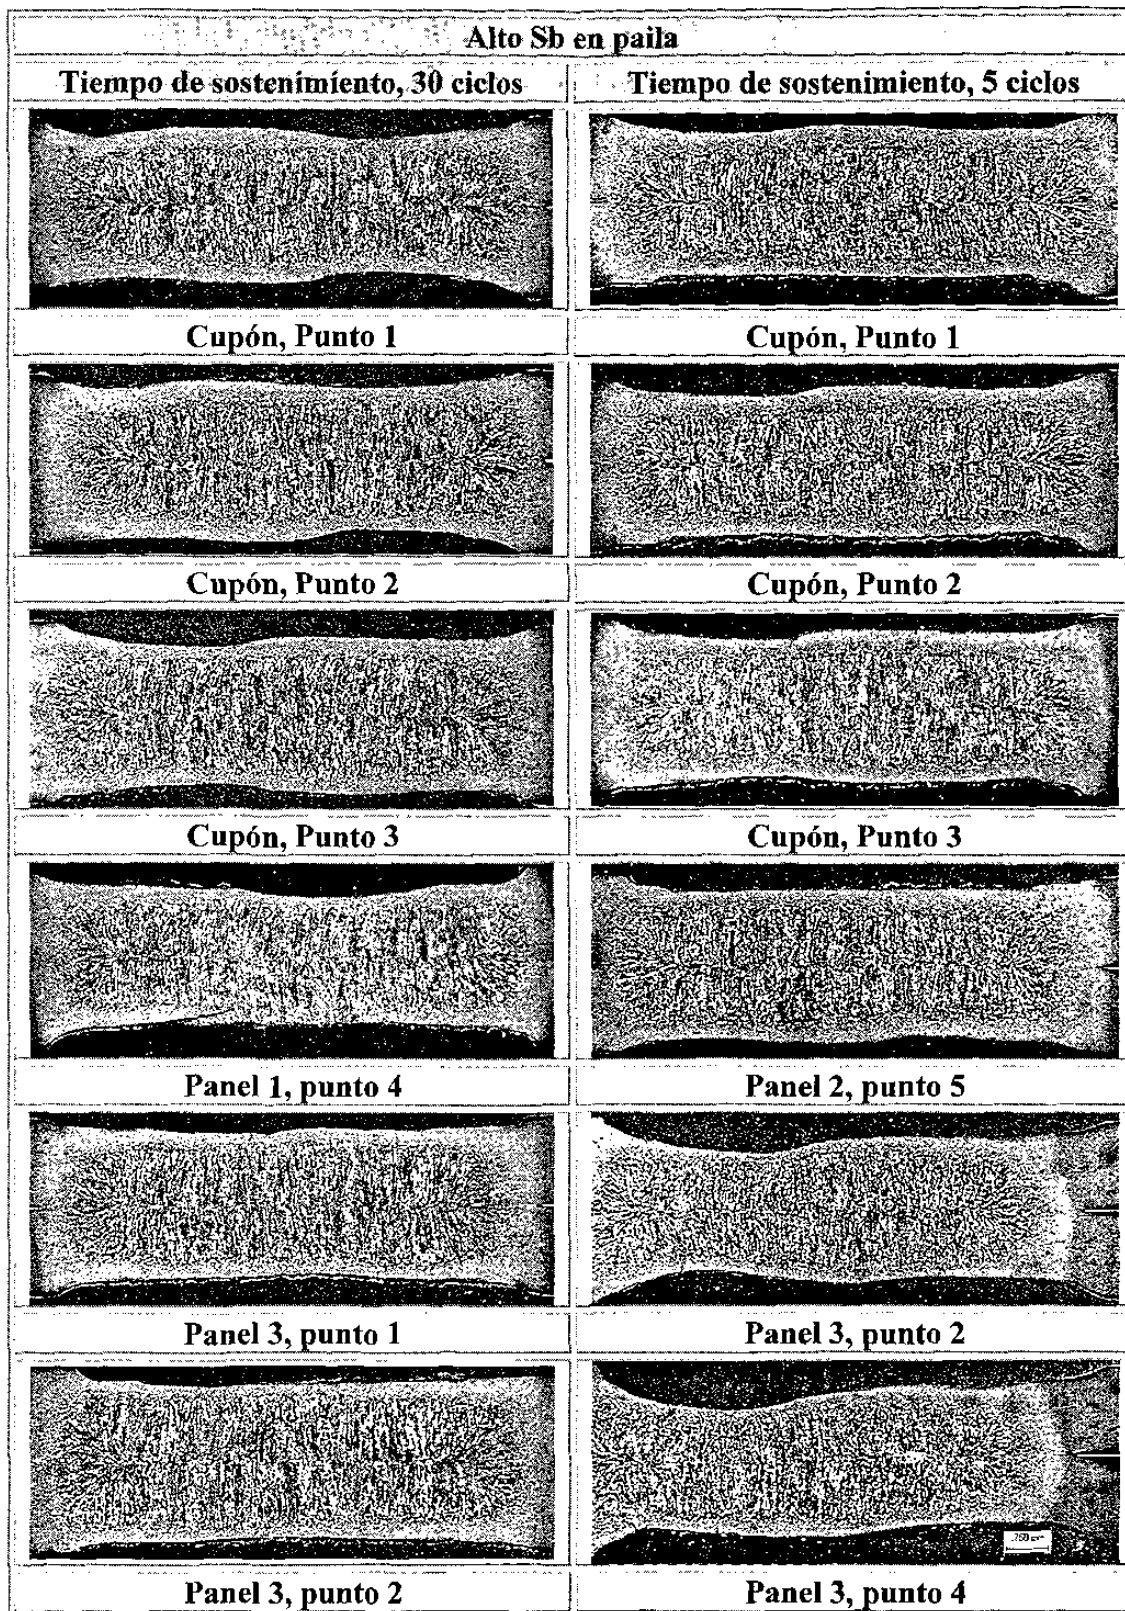 Alto Sb en paila
Tiempo de sostenimiento, 30 ciclos
Tiempo de sostenimiento, 5 ciclos
Cupón, Punto 1
Cupón, Punto 1
Cupón, Punto 2
Cupón, Punto 2
Cupón, Punto 3
Cupón, Punto 3
Panel 1, punto 4
Panel 2, punto 5
Panel 3, punto 1
Panel 3, punto 2
Panel 3, punto 2
Panel 3, punto 4